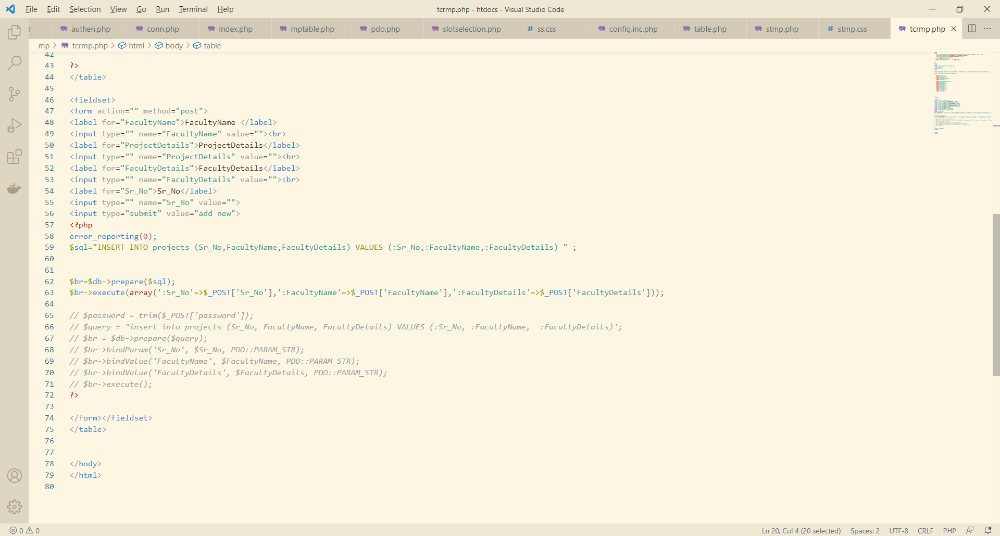 File Edit Selection View Go Run Terminal Help
tcrmp.php - htdocs - Visual Studio Code
authen.php conn.php index.php mptable.php pdo.php slotselection.php # ss.css config.inc.php table.php stmp.php # stmp.css tcrmp.php
mp > tcrmp.php > html > body > table
42
43 ?>
44 </table>
45
46 <fieldset>
47 <form action="" method="post">
48 <label for="FacultyName">FacultyName </label>
49 <input type="" name="FacultyName" value=""><br>
50 <label for="ProjectDetails">ProjectDetails</label>
51 <input type="" name="ProjectDetails" value=""><br>
52 <label for="FacultyDetails">FacultyDetails</label>
53 <input type="" name="FacultyDetails" value=""><br>
54 <label for="Sr_No">Sr_No</label>
55 <input type="" name="Sr_No" value="">
56 <input type="submit" value="add new">
57 <?php
58 error_reporting(0);
59 $sql="INSERT INTO projects (Sr_No,FacultyName,FacultyDetails) VALUES (:Sr_No,:FacultyName,:FacultyDetails) " ;
60
61
62 $br=$db->prepare($sql);
63 $br->execute(array(':Sr_No'=>$_POST['Sr_No'],':FacultyName'=>$_POST['FacultyName'],':FacultyDetails'=>$_POST['FacultyDetails']));
64
65 // $password = trim($_POST['password']);
66 // $query = "insert into projects (Sr_No, FacultyName, FacultyDetails) VALUES (:Sr_No, :FacultyName,  :FacultyDetails)';
67 // $br = $db->prepare($query);
68 // $br->bindParam('Sr_No', $Sr_No, PDO::PARAM_STR);
69 // $br->bindValue('FacultyName', $FacultyName, PDO::PARAM_STR);
70 // $br->bindValue('FacultyDetails', $FacultyDetails, PDO::PARAM_STR);
71 // $br->execute();
72 ?>
73
74 </form></fieldset>
75 </table>
76
77
78 </body>
79 </html>
80
0 0 Ln 20, Col 4 (20 selected) Spaces: 2 UTF-8 CRLF PHP